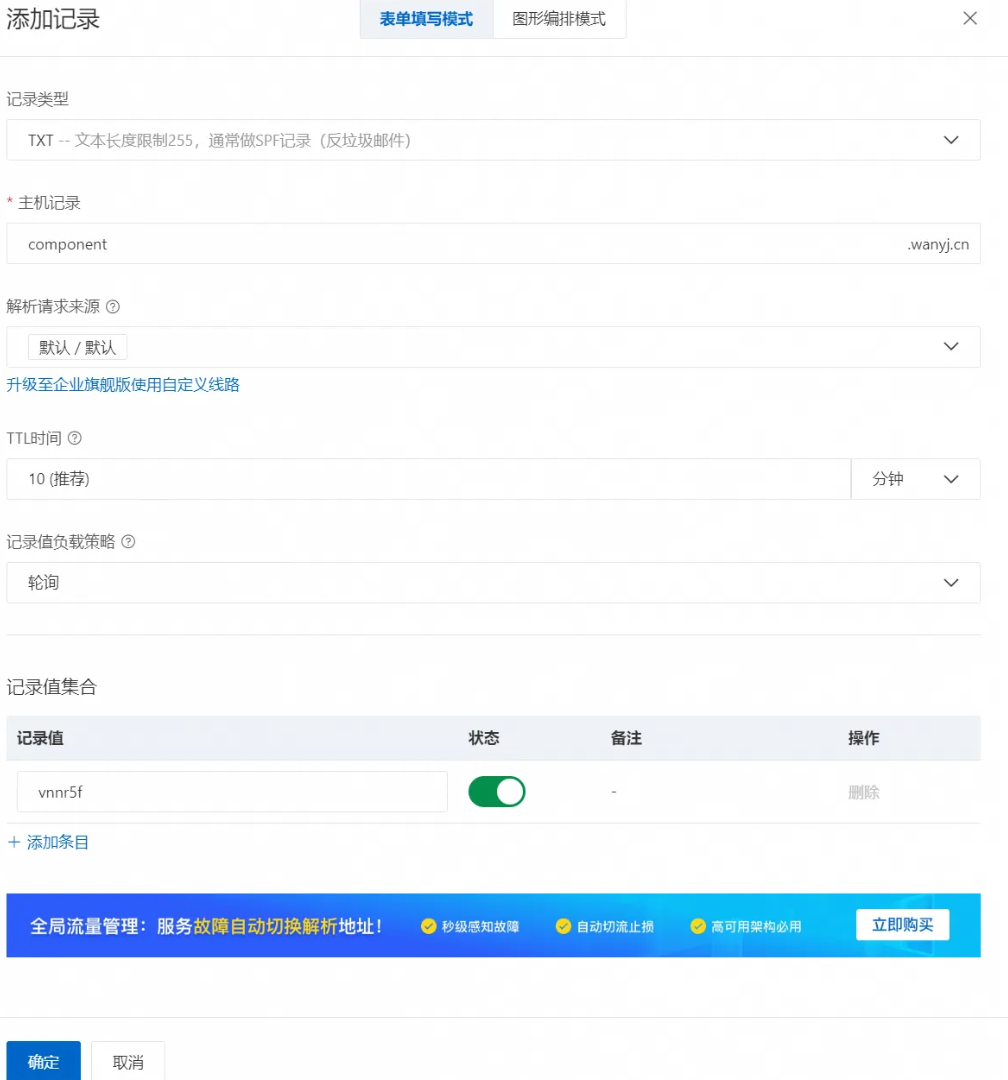 添加记录
表单填写模式 图形编排模式
记录类型
TXT -- 文本长度限制255，通常做SPF记录（反垃圾邮件）
* 主机记录
component .wanyj.cn
解析请求来源
默认 / 默认
升级至企业旗舰版使用自定义线路
TTL时间
10 (推荐) 分钟
记录值负载策略
轮询
记录值集合
记录值 状态 备注 操作
vnnr5f - 删除
+ 添加条目
全局流量管理：服务故障自动切换解析地址！ 秒级感知故障 自动切流止损 高可用架构必用 立即购买
确定 取消